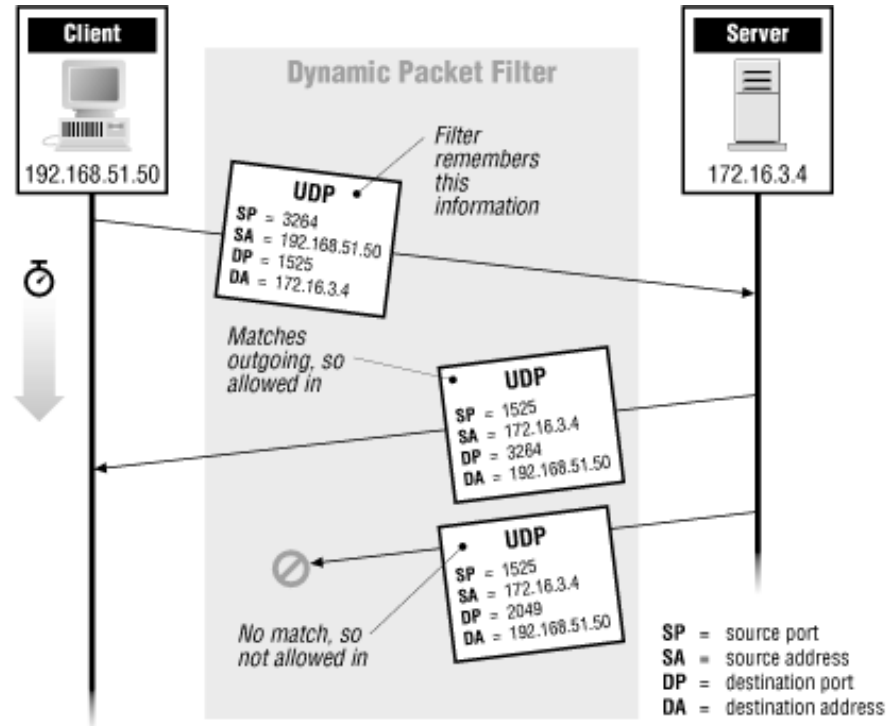 Client
192.168.51.50
Server
172.16.3.4
Dynamic Packet Filter
Filter
remembers
this
information
UDP
SP = 3264
SA = 192.168.51.50
DP = 1525
DA = 172.16.3.4
Matches
outgoing, so
allowed in
UDP
SP = 1525
SA = 172.16.3.4
DP = 3264
DA = 192.168.51.50
UDP
SP = 1525
SA = 172.16.3.4
DP = 2049
DA = 192.168.51.50
No match, so
not allowed in
SP = source port
SA = source address
DP = destination port
DA = destination address